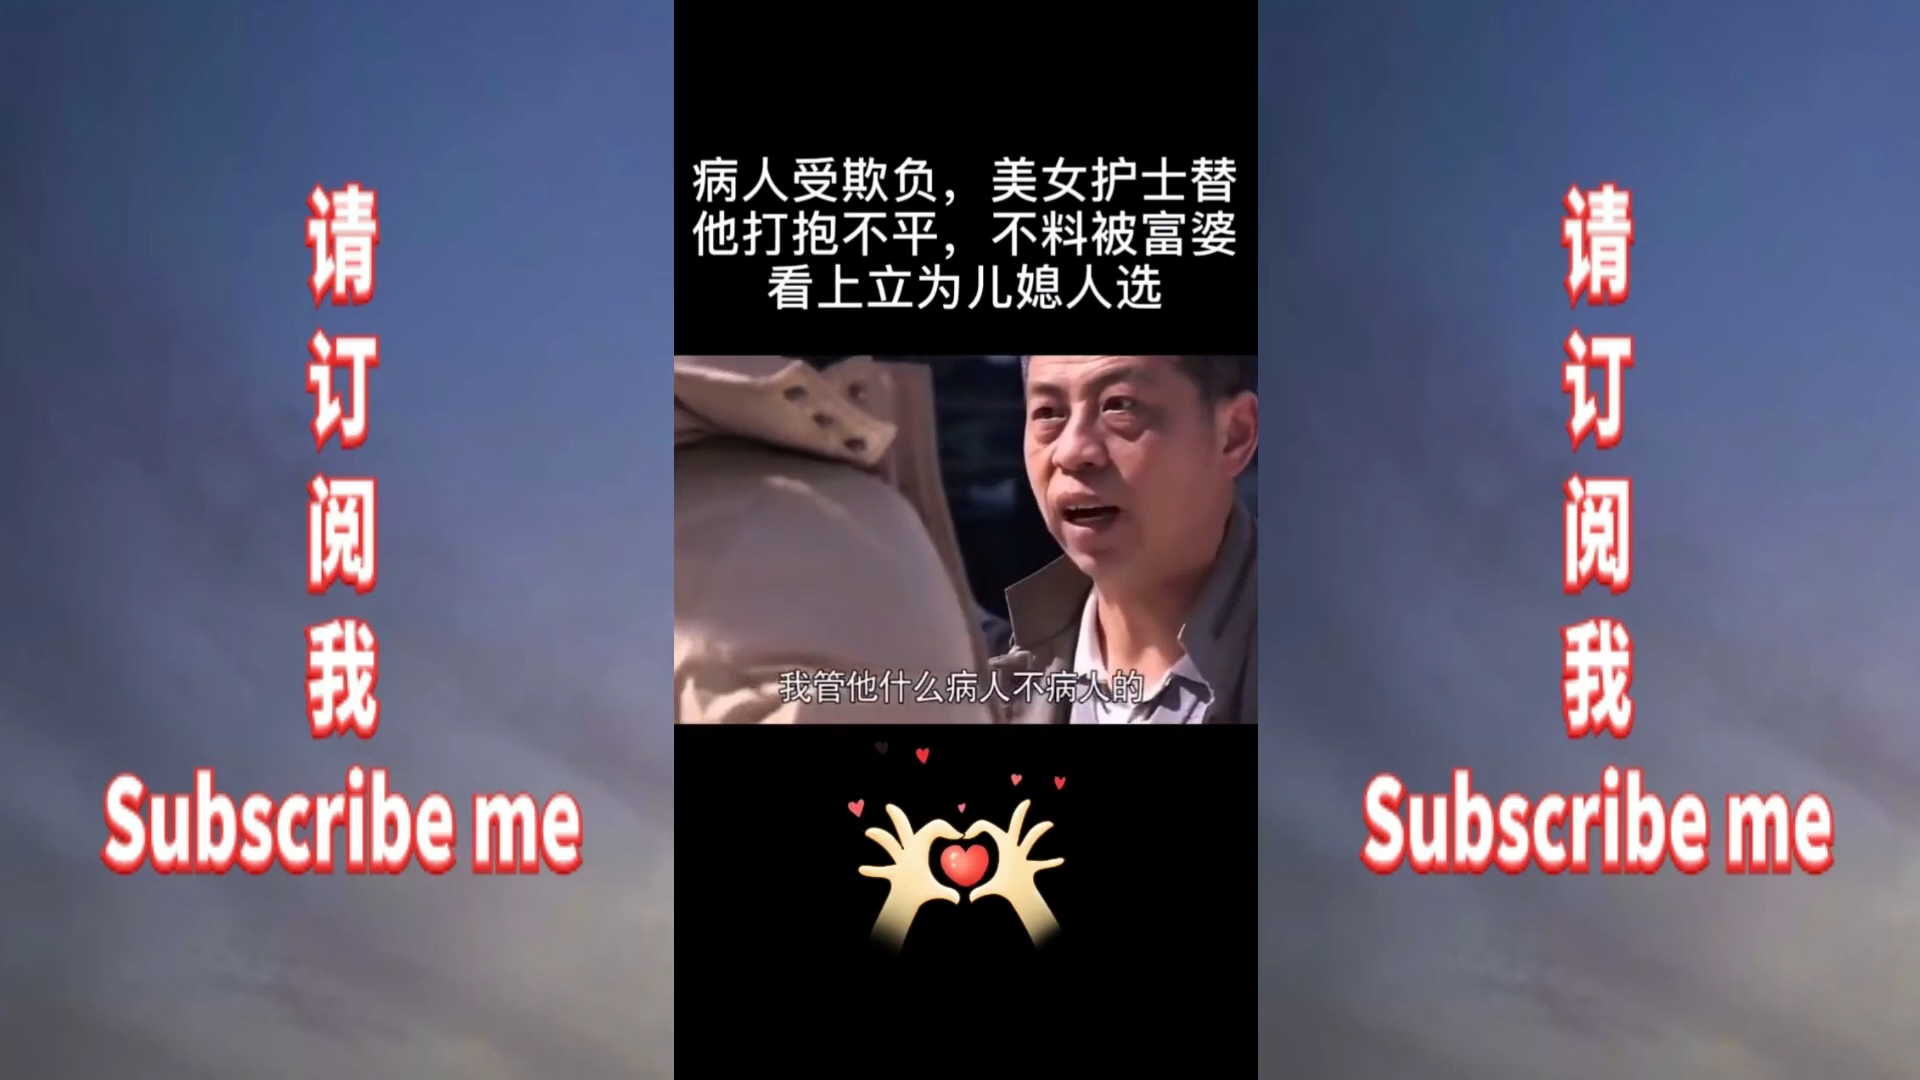 请
订
阅
我
Subscribe me
病人受欺负，美女护士替
他打抱不平，不料被富婆
看上立为儿媳人选
我管他什么病人不病人的
请
订
阅
我
Subscribe me